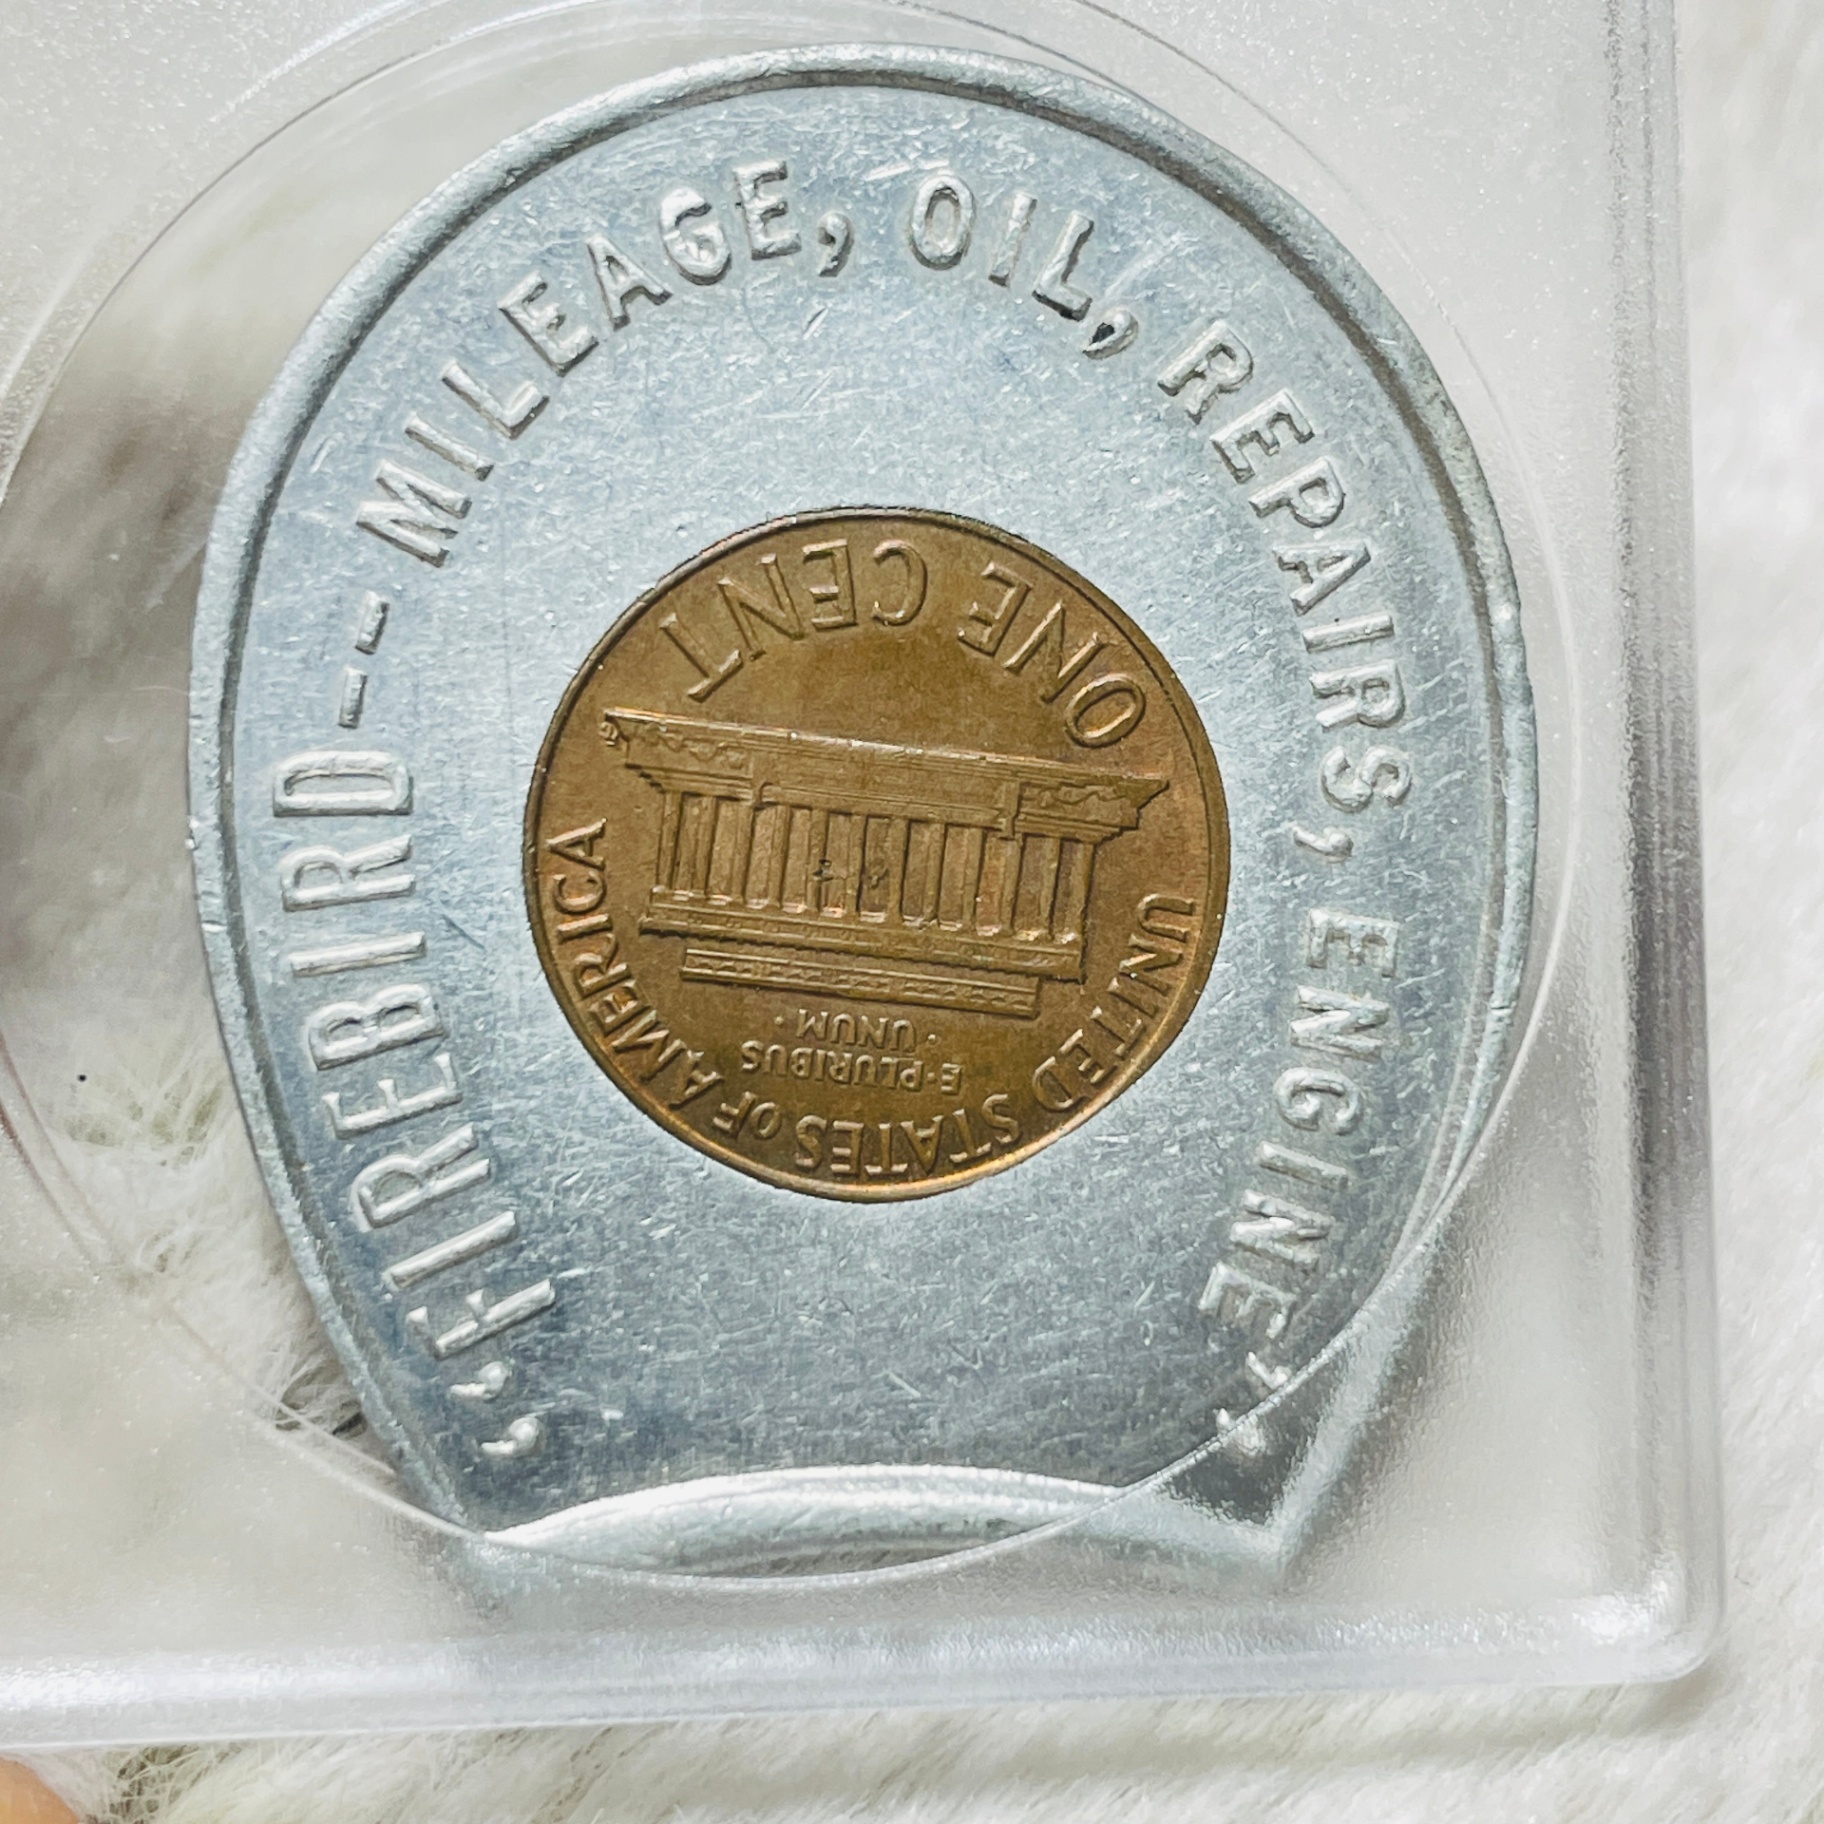 “FIREBIRD--MILEAGE, OIL, REPAIRS, ENGINE”
ONE CENT
UNITED STATES OF AMERICA
E·PLURIBUS
·UNUM·